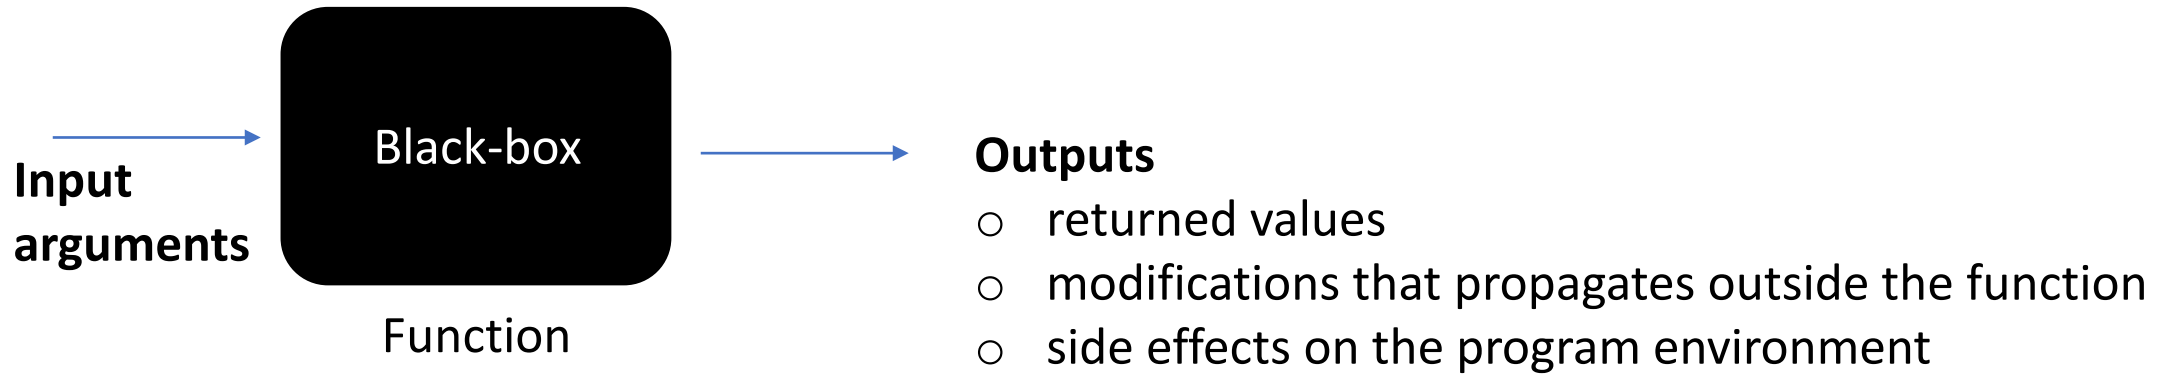 Input
arguments
Black-box
Function
Outputs
○ returned values
○ modifications that propagates outside the function
○ side effects on the program environment